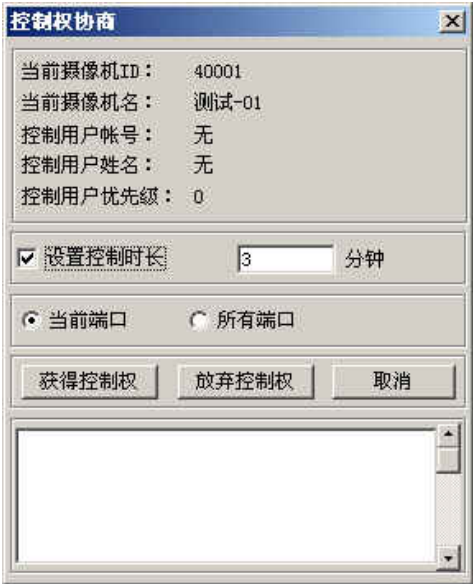 控制权协商
当前摄像机ID： 40001
当前摄像机名： 测试-01
控制用户帐号： 无
控制用户姓名： 无
控制用户优先级： 0
设置控制时长 3 分钟
当前端口 所有端口
获得控制权 放弃控制权 取消